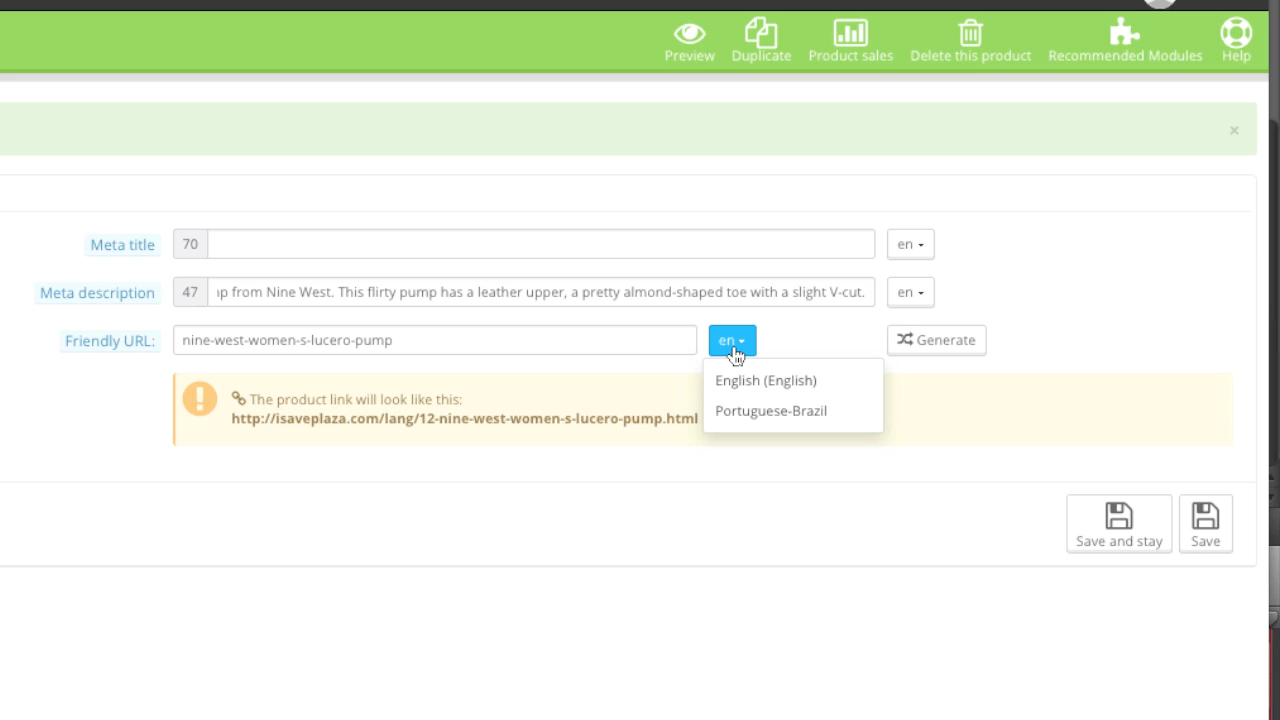 Preview Duplicate Product sales Delete this product Recommended Modules Help
×
Meta title 70 en
Meta description 47 from Nine West. This flirty pump has a leather upper, a pretty almond-shaped toe with a slight V-cut. en
Friendly URL: nine-west-women-s-lucero-pump en Generate
English (English)
Portuguese-Brazil
The product link will look like this:
http://isaveplaza.com/lang/12-nine-west-women-s-lucero-pump.html
Save and stay Save